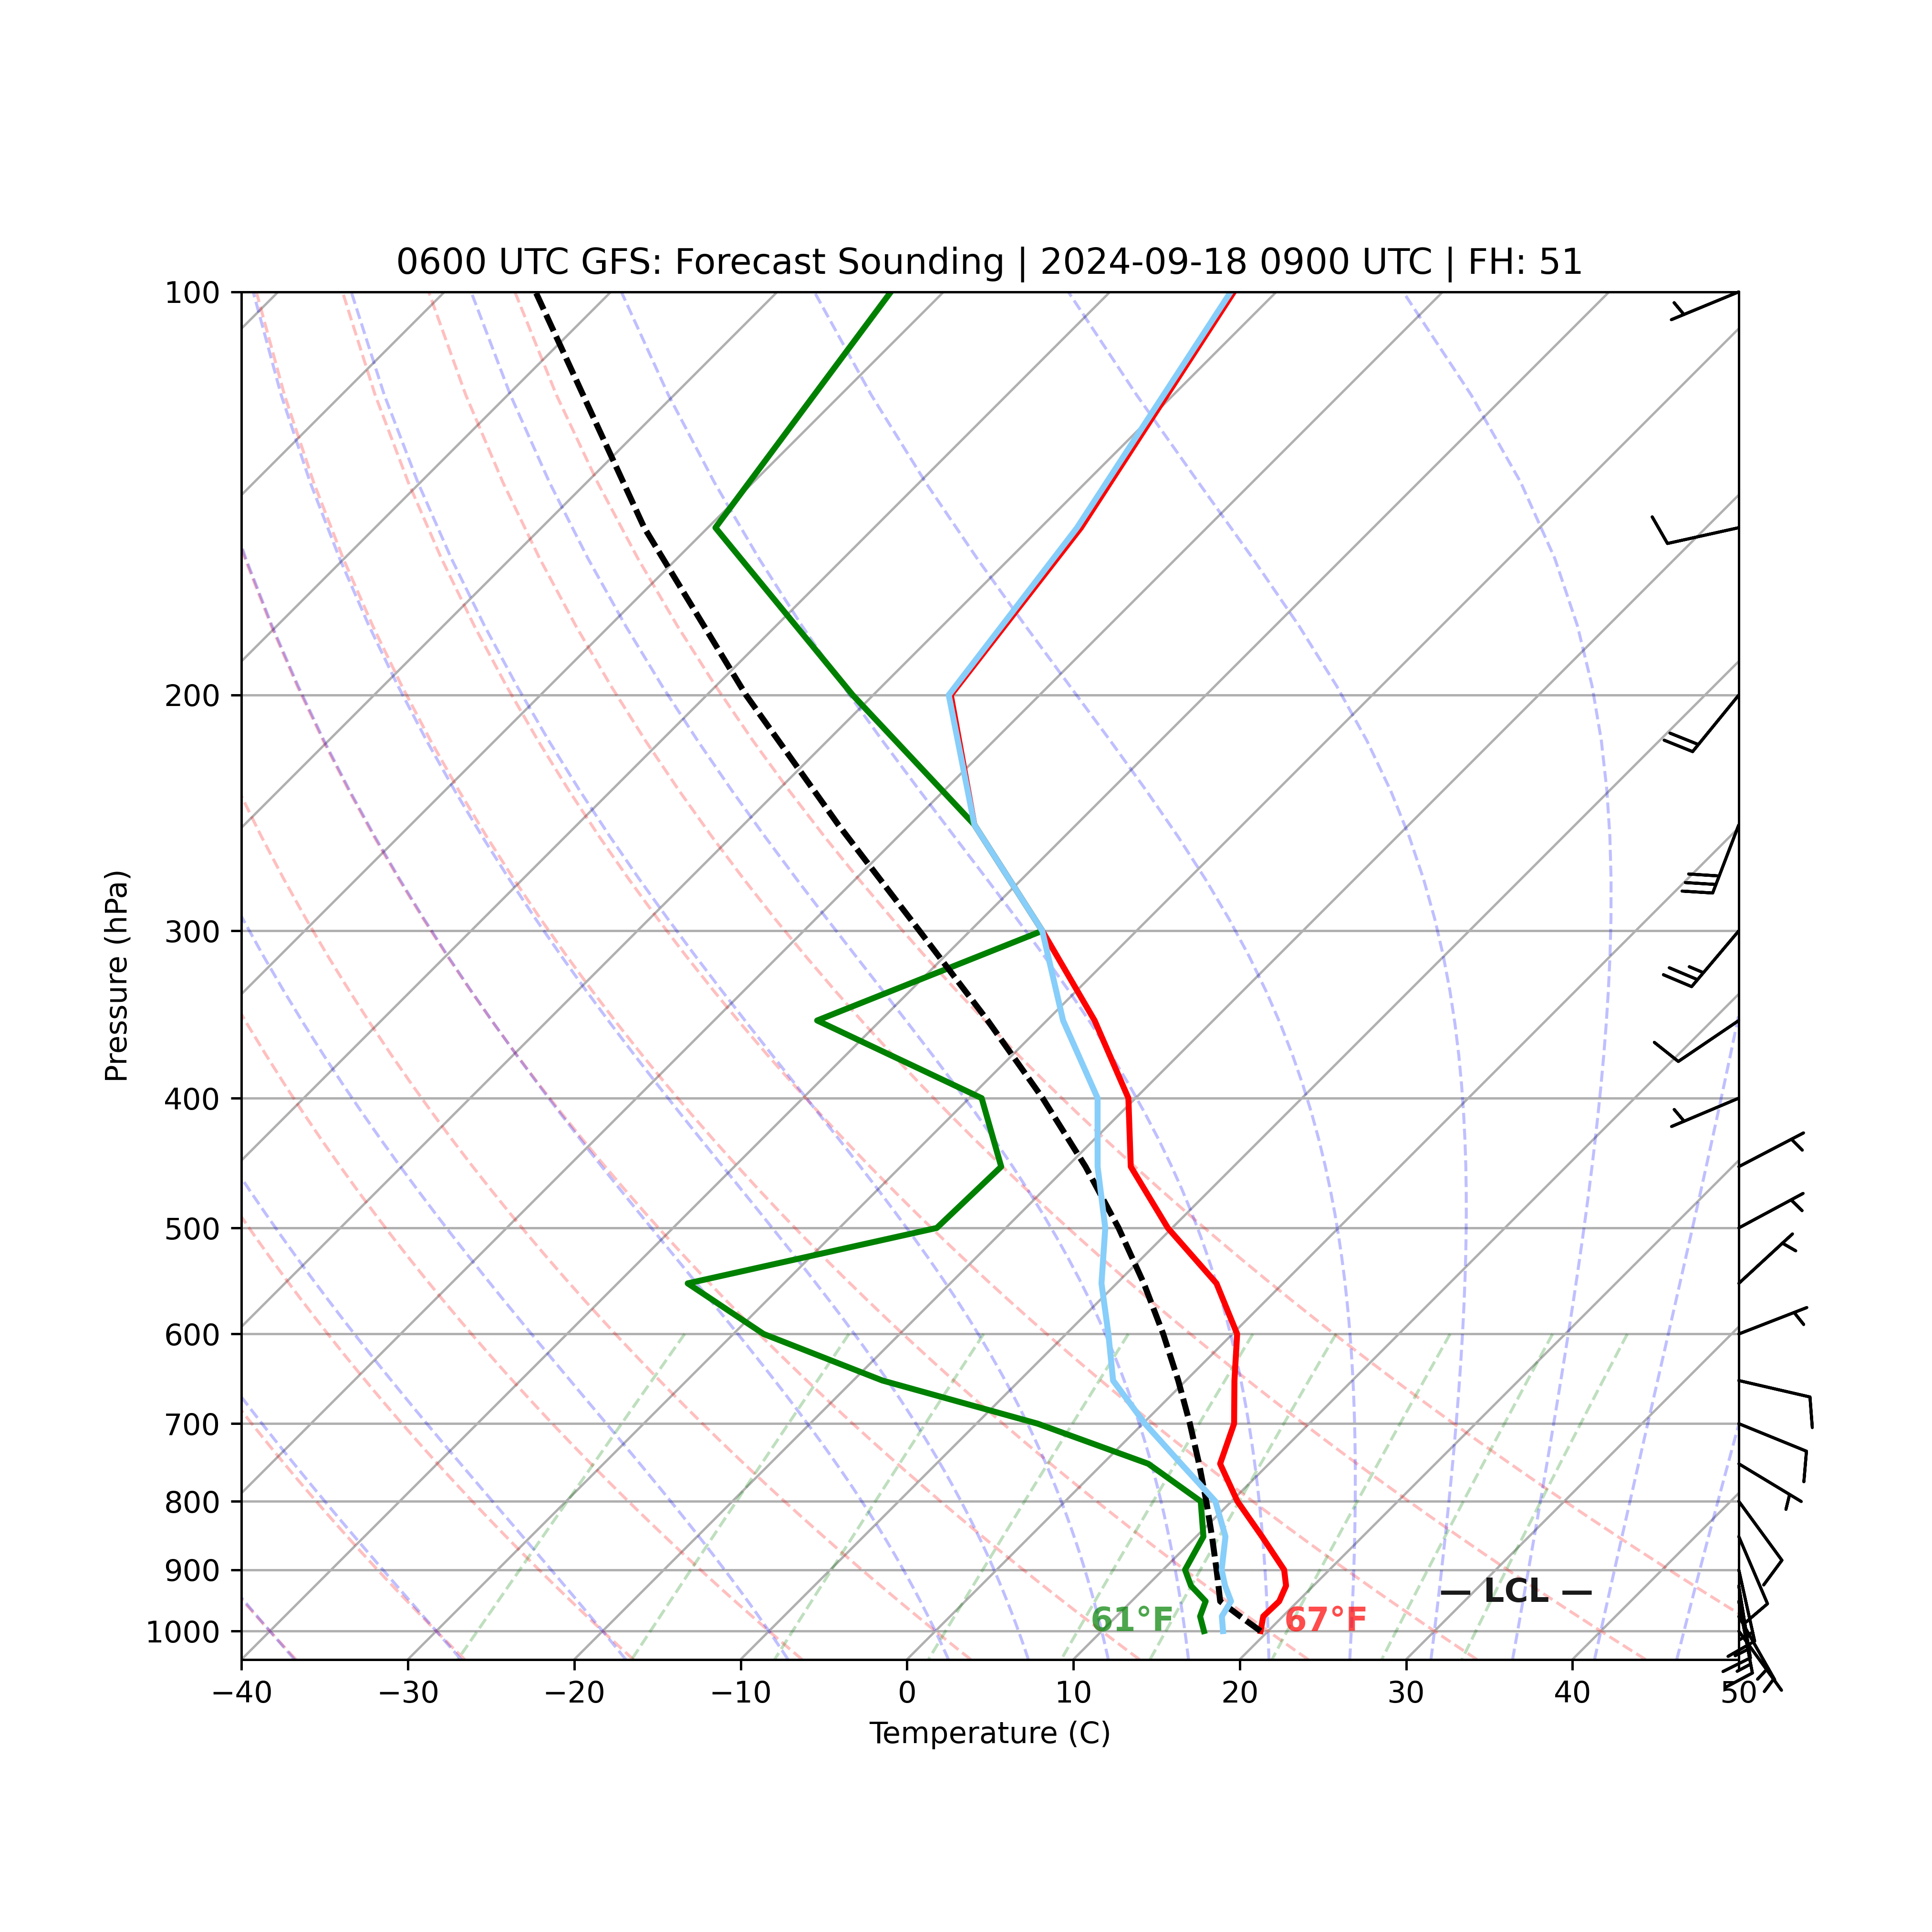 0600 UTC GFS: Forecast Sounding | 2024-09-18 0900 UTC | FH: 51
100
200
300
400
500
600
700
800
900
1000
Pressure (hPa)
— LCL —
61°F
67°F
−40 −30 −20 −10 0 10 20 30 40 50
Temperature (C)